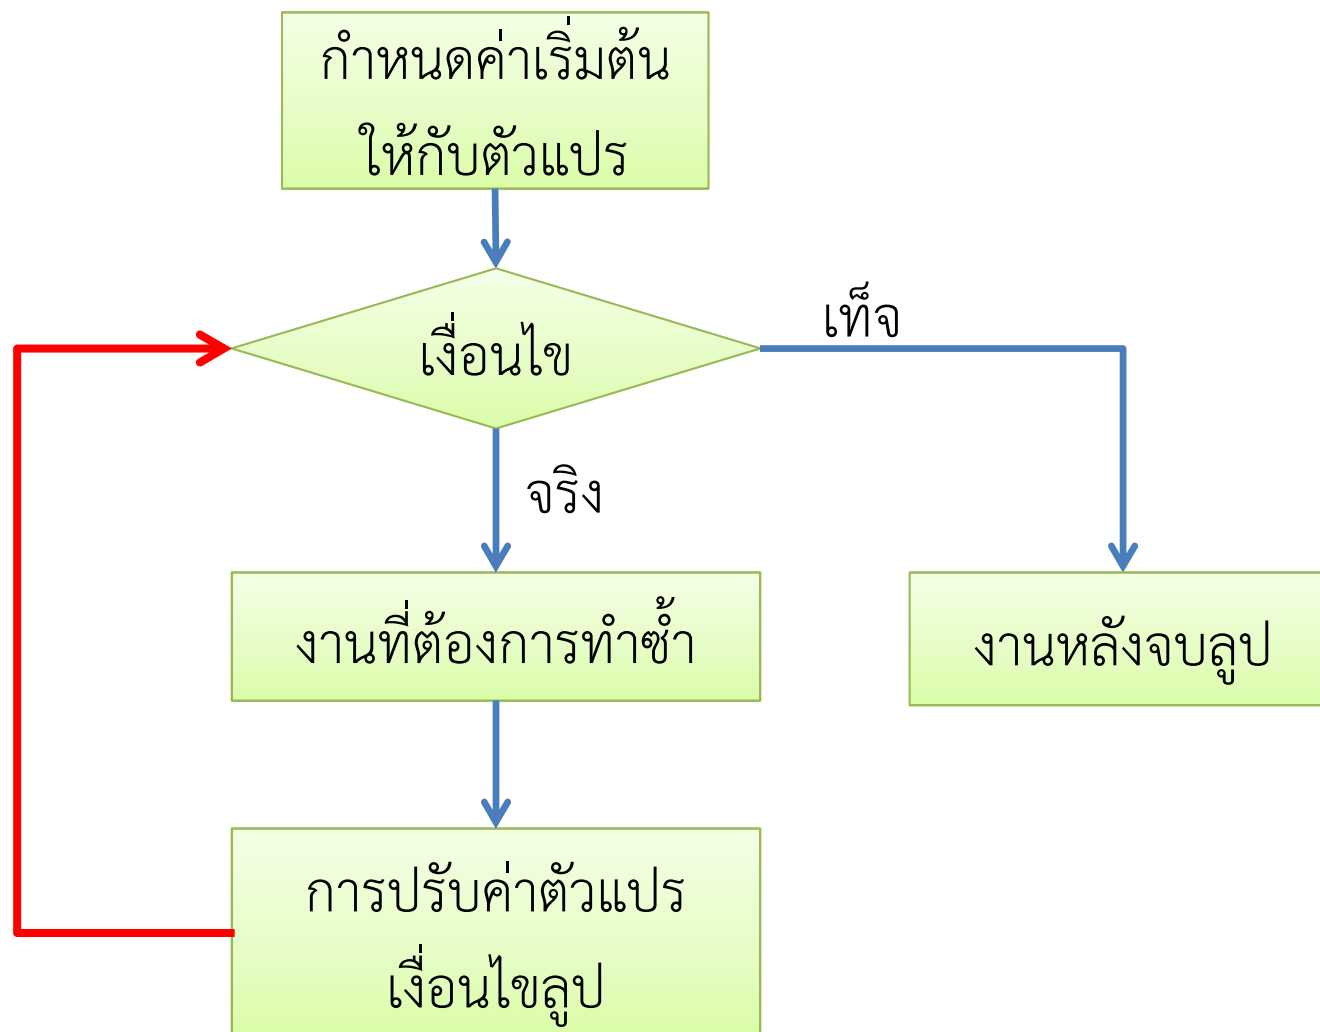 กำหนดค่าเริ่มต้น
ให้กับตัวแปร
เงื่อนไข
เท็จ
จริง
งานที่ต้องการทำซ้ำ
งานหลังจบลูป
การปรับค่าตัวแปร
เงื่อนไขลูป